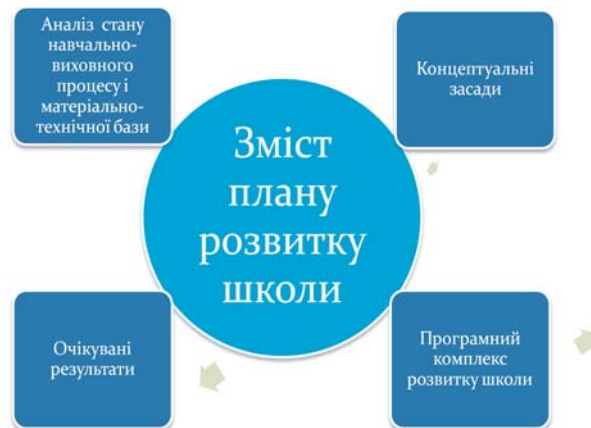 Аналіз стану
навчально-
виховного
процесу і
матеріально-
технічної бази
Концептуальні
засади
Зміст
плану
розвитку
школи
Очікувані
результати
Програмний
комплекс
розвитку школи